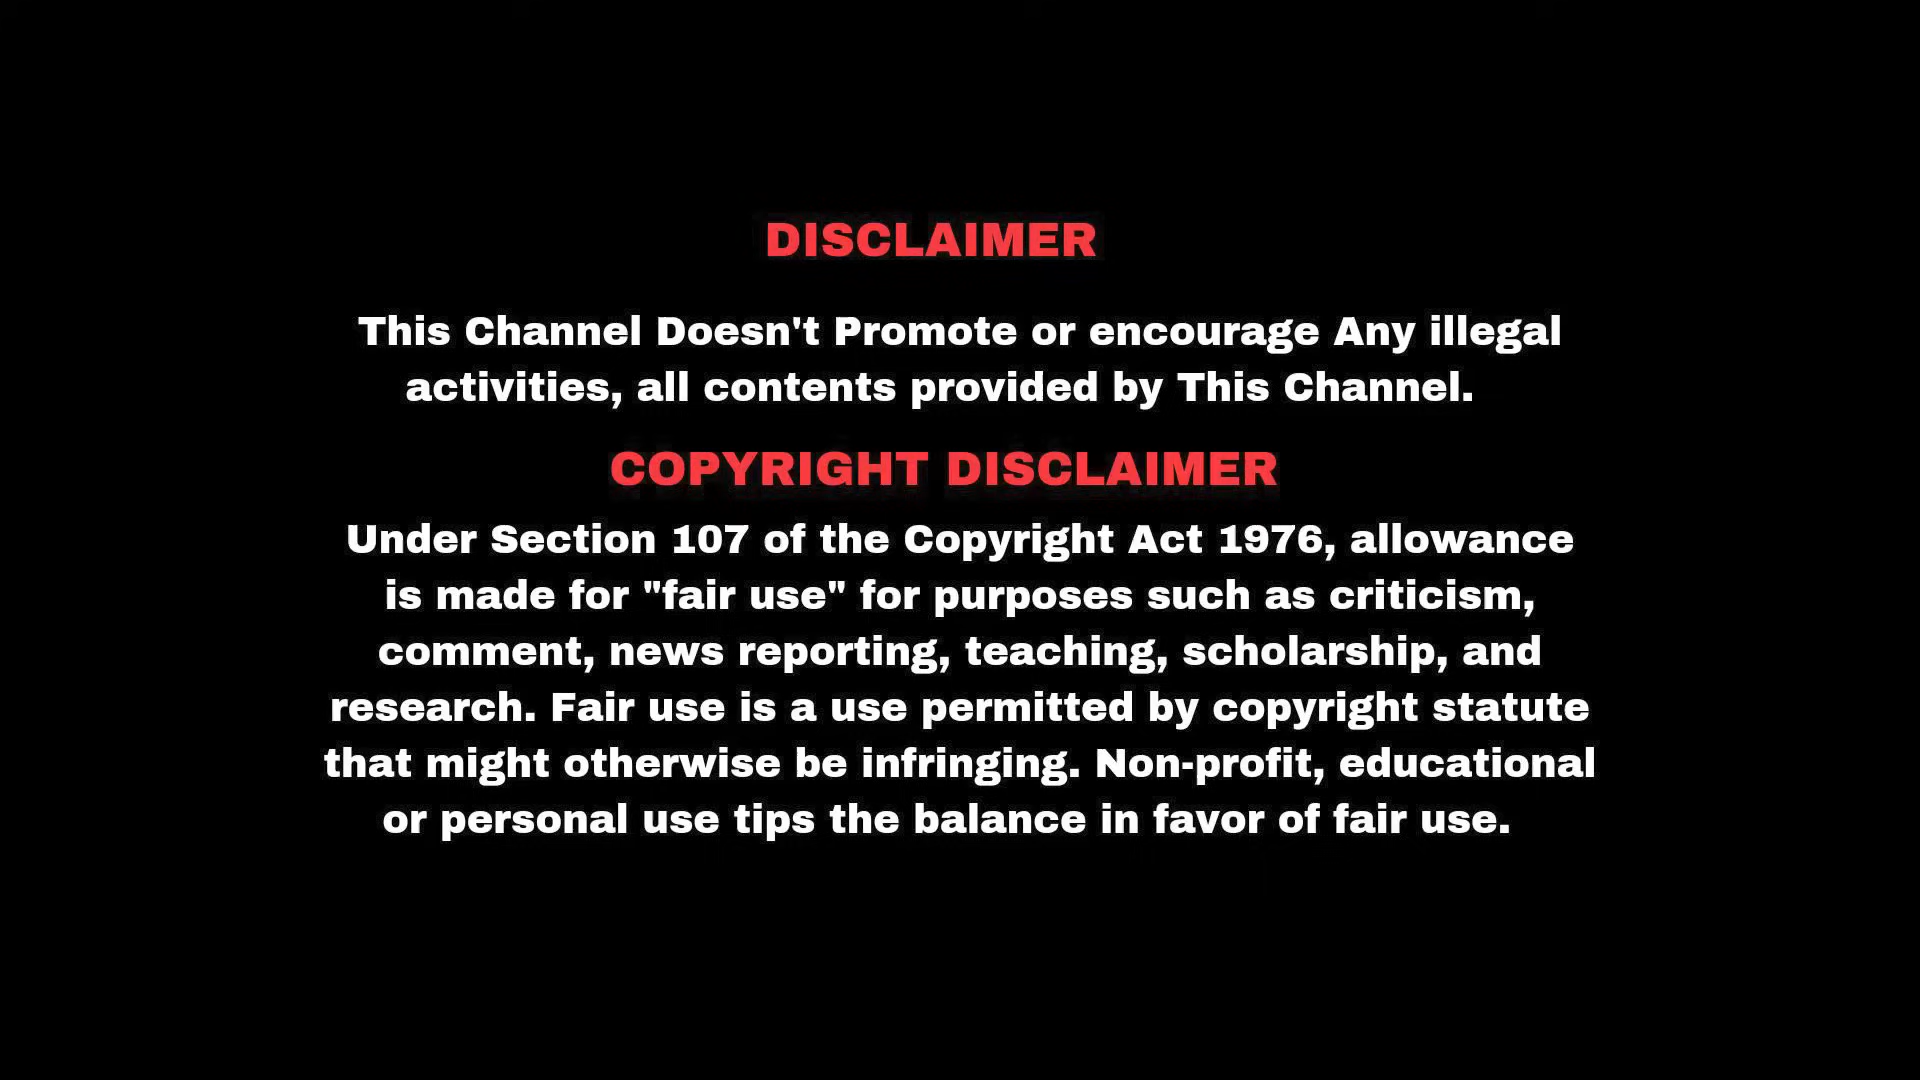 DISCLAIMER
This Channel Doesn't Promote or encourage Any illegal
activities, all contents provided by This Channel.
COPYRIGHT DISCLAIMER
Under Section 107 of the Copyright Act 1976, allowance
is made for "fair use" for purposes such as criticism,
comment, news reporting, teaching, scholarship, and
research. Fair use is a use permitted by copyright statute
that might otherwise be infringing. Non-profit, educational
or personal use tips the balance in favor of fair use.